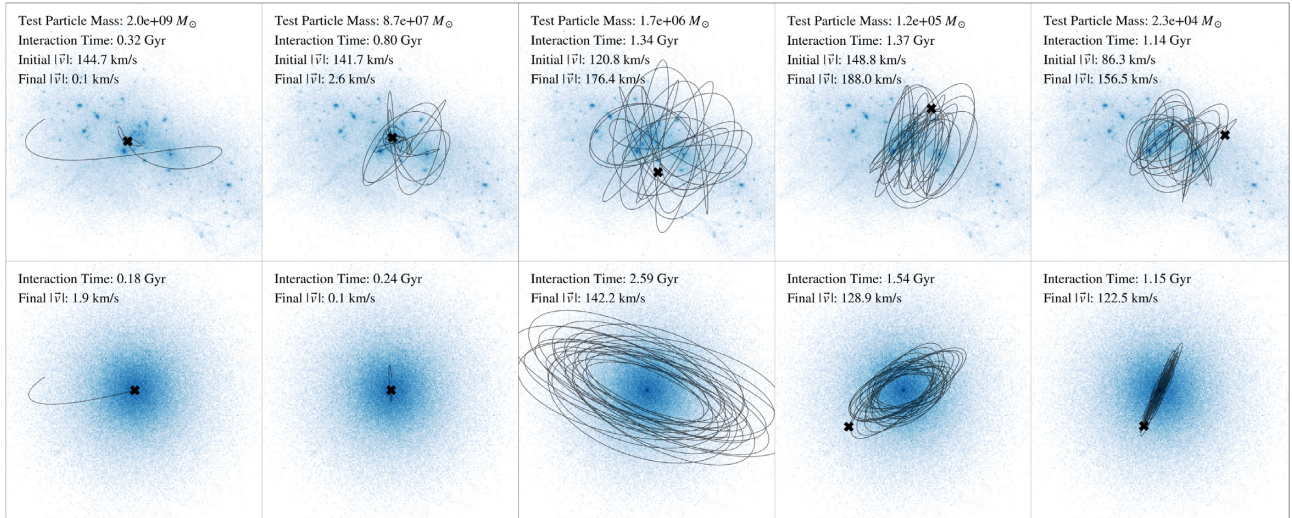 Test Particle Mass: 2.0e+09 M⊙
Interaction Time: 0.32 Gyr
Initial |v⃗|: 144.7 km/s
Final |v⃗|: 0.1 km/s
Test Particle Mass: 8.7e+07 M⊙
Interaction Time: 0.80 Gyr
Initial |v⃗|: 141.7 km/s
Final |v⃗|: 2.6 km/s
Test Particle Mass: 1.7e+06 M⊙
Interaction Time: 1.34 Gyr
Initial |v⃗|: 120.8 km/s
Final |v⃗|: 176.4 km/s
Test Particle Mass: 1.2e+05 M⊙
Interaction Time: 1.37 Gyr
Initial |v⃗|: 148.8 km/s
Final |v⃗|: 188.0 km/s
Test Particle Mass: 2.3e+04 M⊙
Interaction Time: 1.14 Gyr
Initial |v⃗|: 86.3 km/s
Final |v⃗|: 156.5 km/s
Interaction Time: 0.18 Gyr
Final |v⃗|: 1.9 km/s
Interaction Time: 0.24 Gyr
Final |v⃗|: 0.1 km/s
Interaction Time: 2.59 Gyr
Final |v⃗|: 142.2 km/s
Interaction Time: 1.54 Gyr
Final |v⃗|: 128.9 km/s
Interaction Time: 1.15 Gyr
Final |v⃗|: 122.5 km/s